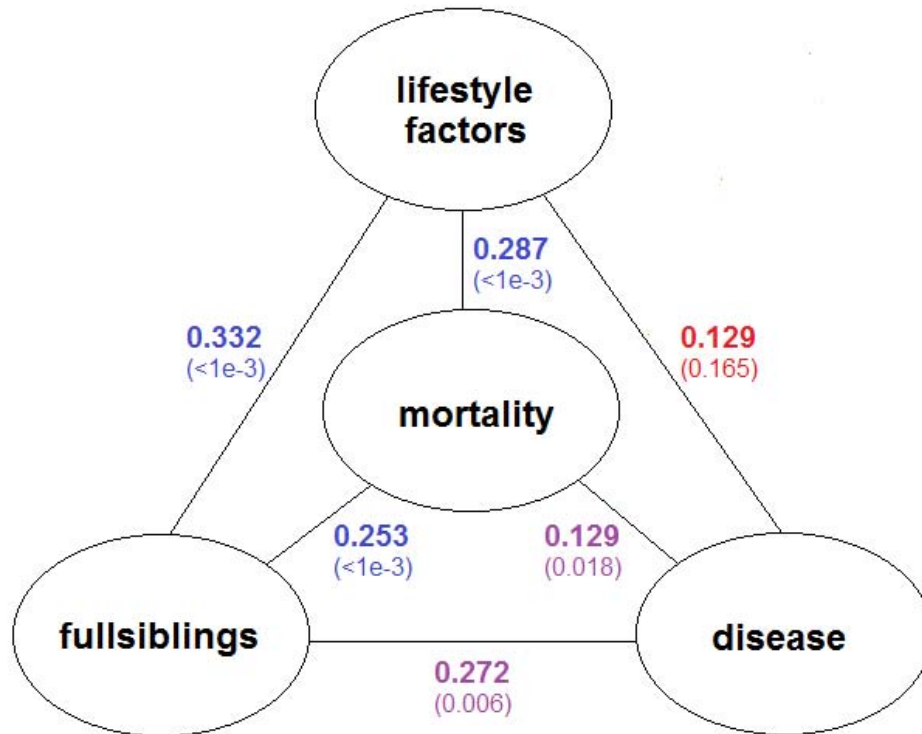 lifestyle
factors
0.287
(<1e-3)
0.332
(<1e-3)
0.129
(0.165)
mortality
0.253
(<1e-3)
0.129
(0.018)
fullsiblings
disease
0.272
(0.006)